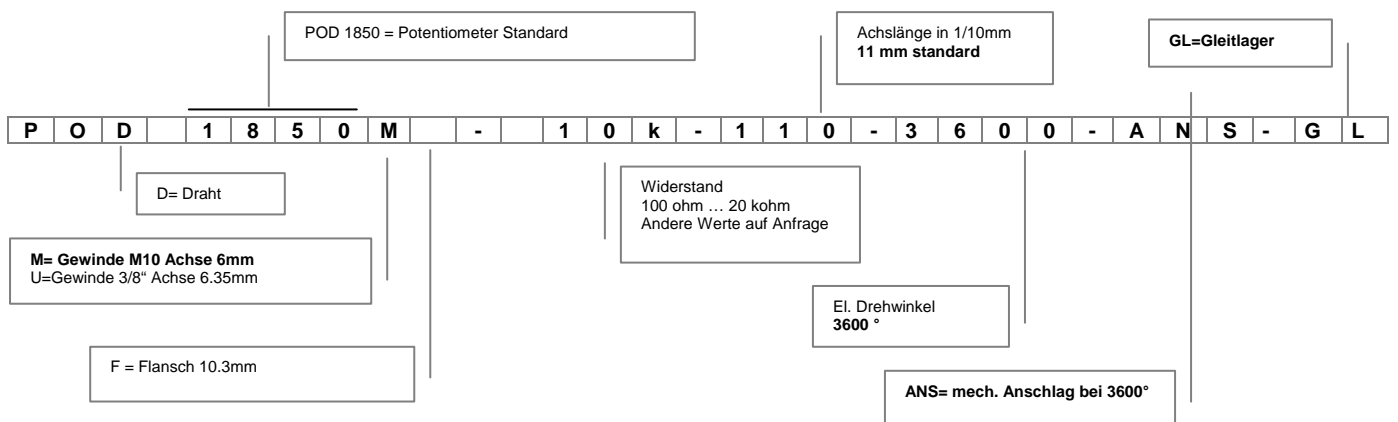 POD 1850 = Potentiometer Standard
Achslänge in 1/10mm
11 mm standard
GL=Gleitlager
P O D 1 8 5 0 M - 1 0 k - 1 1 0 - 3 6 0 0 - A N S - G L
D= Draht
Widerstand
100 ohm … 20 kohm
Andere Werte auf Anfrage
M= Gewinde M10 Achse 6mm
U=Gewinde 3/8“ Achse 6.35mm
El. Drehwinkel
3600 °
F = Flansch 10.3mm
ANS= mech. Anschlag bei 3600°